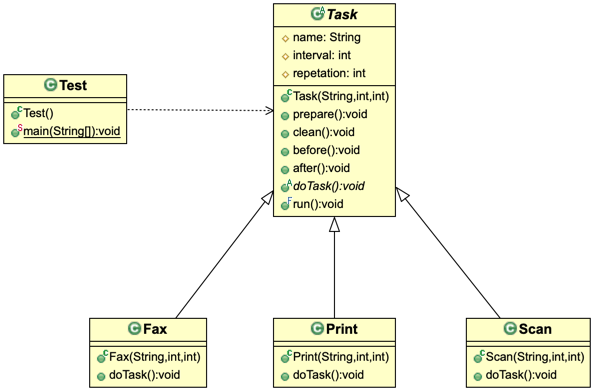 Task
name: String
interval: int
repetation: int
Task(String,int,int)
prepare():void
clean():void
before():void
after():void
doTask():void
run():void
Test
Test()
main(String[]):void
Fax
Fax(String,int,int)
doTask():void
Print
Print(String,int,int)
doTask():void
Scan
Scan(String,int,int)
doTask():void